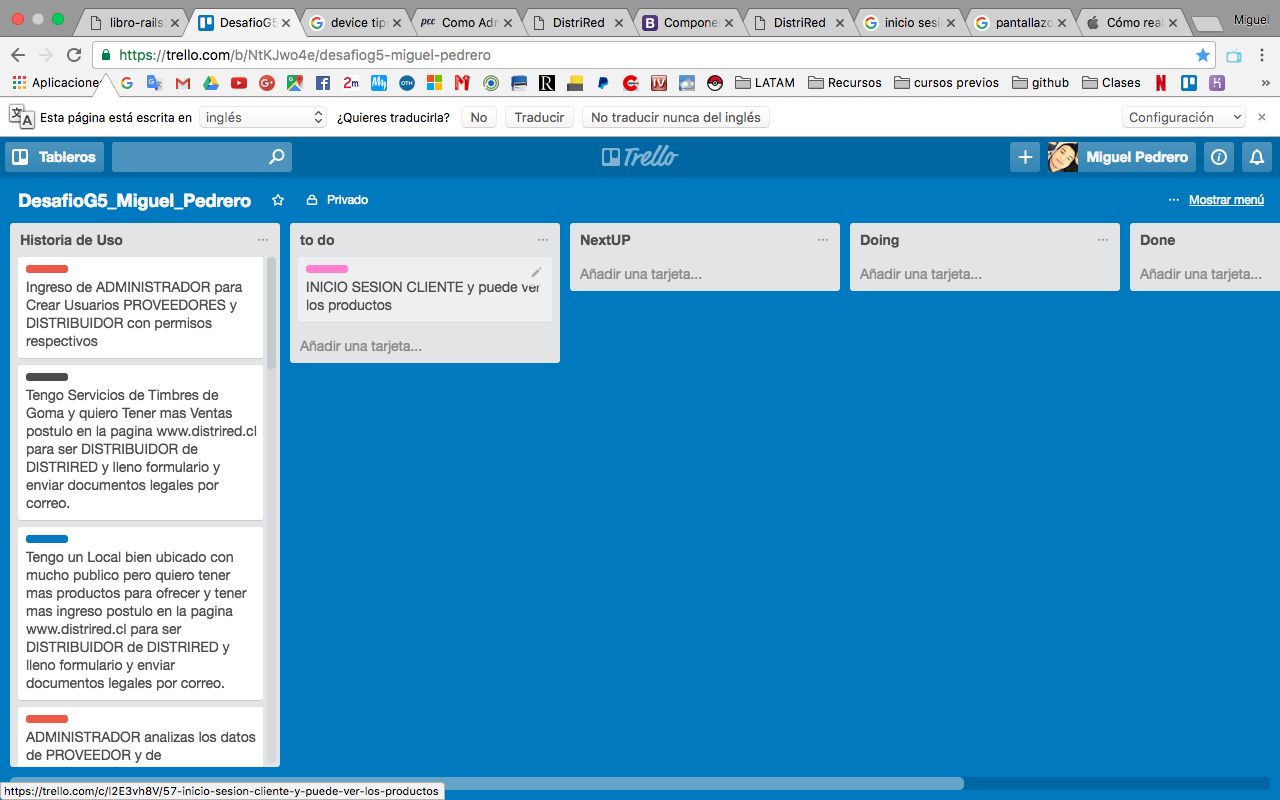 libro-rails
DesafioG5
device tip
pcc Como Adr
DistriRed
Compone
DistriRed
inicio sesi
pantallazo
Cómo real
Miguel
https://trello.com/b/NtKJwo4e/desafiog5-miguel-pedrero
Aplicacione
LATAM
Recursos
cursos previos
github
Clases
»
Esta página está escrita en
inglés
¿Quieres traducirla?
No
Traducir
No traducir nunca del inglés
Configuración
Tableros
Trello
Miguel Pedrero
DesafioG5_Miguel_Pedrero
Privado
Mostrar menú
Historia de Uso
Ingreso de ADMINISTRADOR para
Crear Usuarios PROVEEDORES y
DISTRIBUIDOR con permisos
respectivos
Tengo Servicios de Timbres de
Goma y quiero Tener mas Ventas
postulo en la pagina www.distrired.cl
para ser DISTRIBUIDOR de
DISTRIRED y lleno formulario y
enviar documentos legales por
correo.
Tengo un Local bien ubicado con
mucho publico pero quiero tener
mas productos para ofrecer y tener
mas ingreso postulo en la pagina
www.distrired.cl para ser
DISTRIBUIDOR de DISTRIRED y
lleno formulario y enviar
documentos legales por correo.
ADMINISTRADOR analizas los datos
de PROVEEDOR y de
to do
INICIO SESION CLIENTE y puede ver
los productos
Añadir una tarjeta...
NextUP
Añadir una tarjeta...
Doing
Añadir una tarjeta...
Done
Añadir una tarjeta...
https://trello.com/c/I2E3vh8V/57-inicio-sesion-cliente-y-puede-ver-los-productos